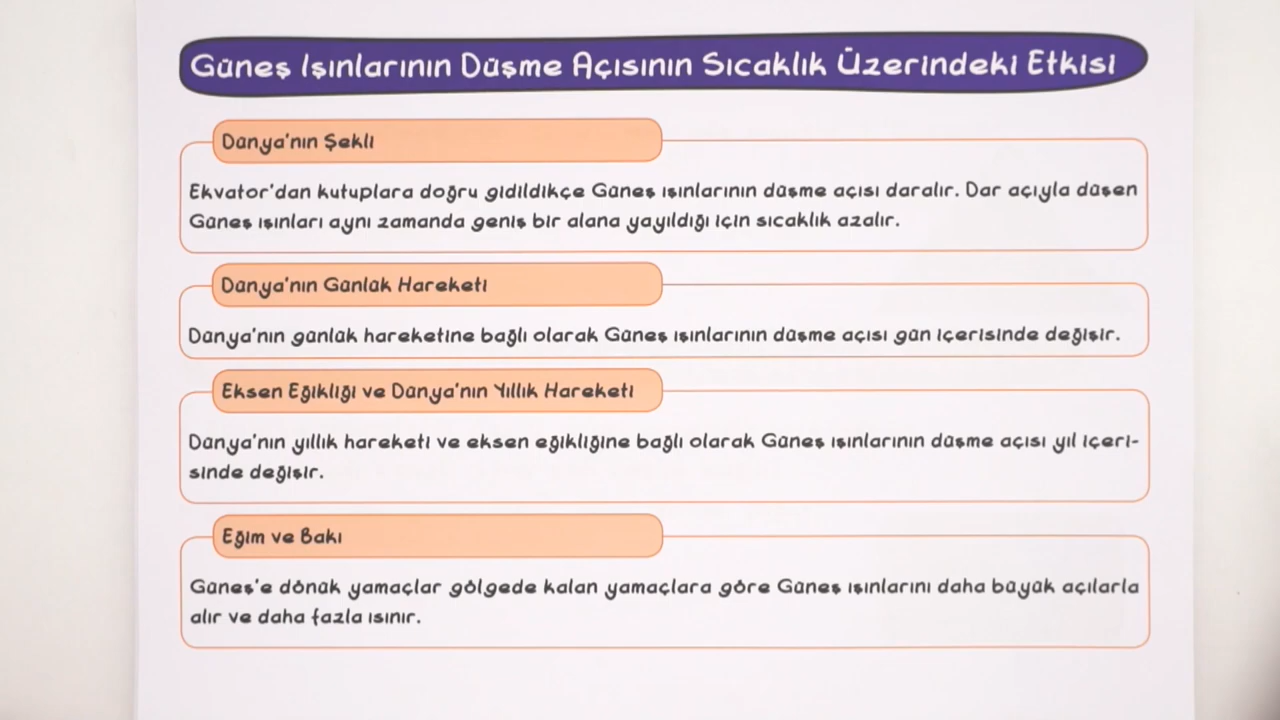 Güneş Işınlarının Düşme Açısının Sıcaklık Üzerindeki Etkisi
Dünya'nın Şekli
Ekvator'dan kutuplara doğru gidildikçe Güneş ışınlarının düşme açısı daralır. Dar açıyla düşen
Güneş ışınları aynı zamanda geniş bir alana yayıldığı için sıcaklık azalır.
Dünya'nın Günlük Hareketi
Dünya'nın günlük hareketine bağlı olarak Güneş ışınlarının düşme açısı gün içerisinde değişir.
Eksen Eğikliği ve Dünya'nın Yıllık Hareketi
Dünya'nın yıllık hareketi ve eksen eğikliğine bağlı olarak Güneş ışınlarının düşme açısı yıl içeri-
sinde değişir.
Eğim ve Bakı
Güneş'e dönük yamaçlar gölgede kalan yamaçlara göre Güneş ışınlarını daha büyük açılarla
alır ve daha fazla ısınır.